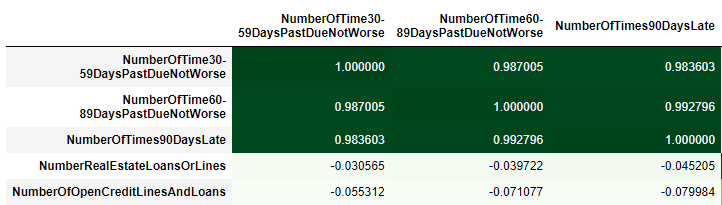 NumberOfTime30- NumberOfTime60- NumberOfTimes90DaysLate
59DaysPastDueNotWorse 89DaysPastDueNotWorse
NumberOfTime30-
59DaysPastDueNotWorse 1.000000 0.987005 0.983603
NumberOfTime60-
89DaysPastDueNotWorse 0.987005 1.000000 0.992796
NumberOfTimes90DaysLate 0.983603 0.992796 1.000000
NumberRealEstateLoansOrLines -0.030565 -0.039722 -0.045205
NumberOfOpenCreditLinesAndLoans -0.055312 -0.071077 -0.079984